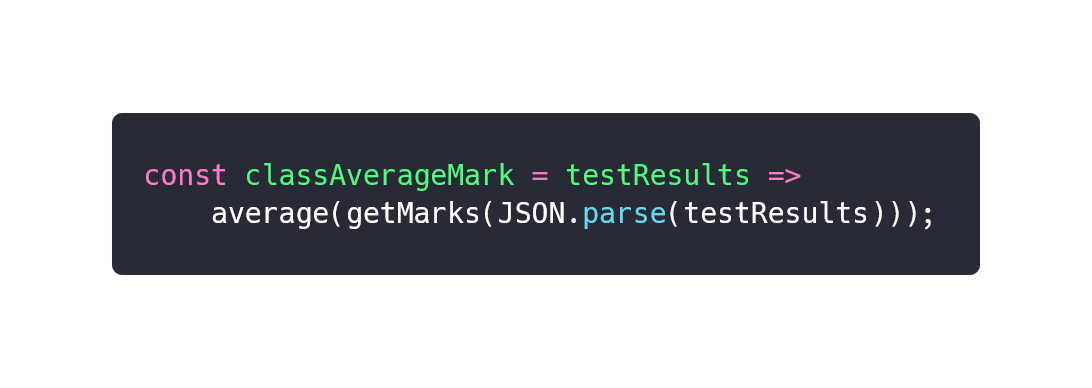 const classAverageMark = testResults =>
    average(getMarks(JSON.parse(testResults)));